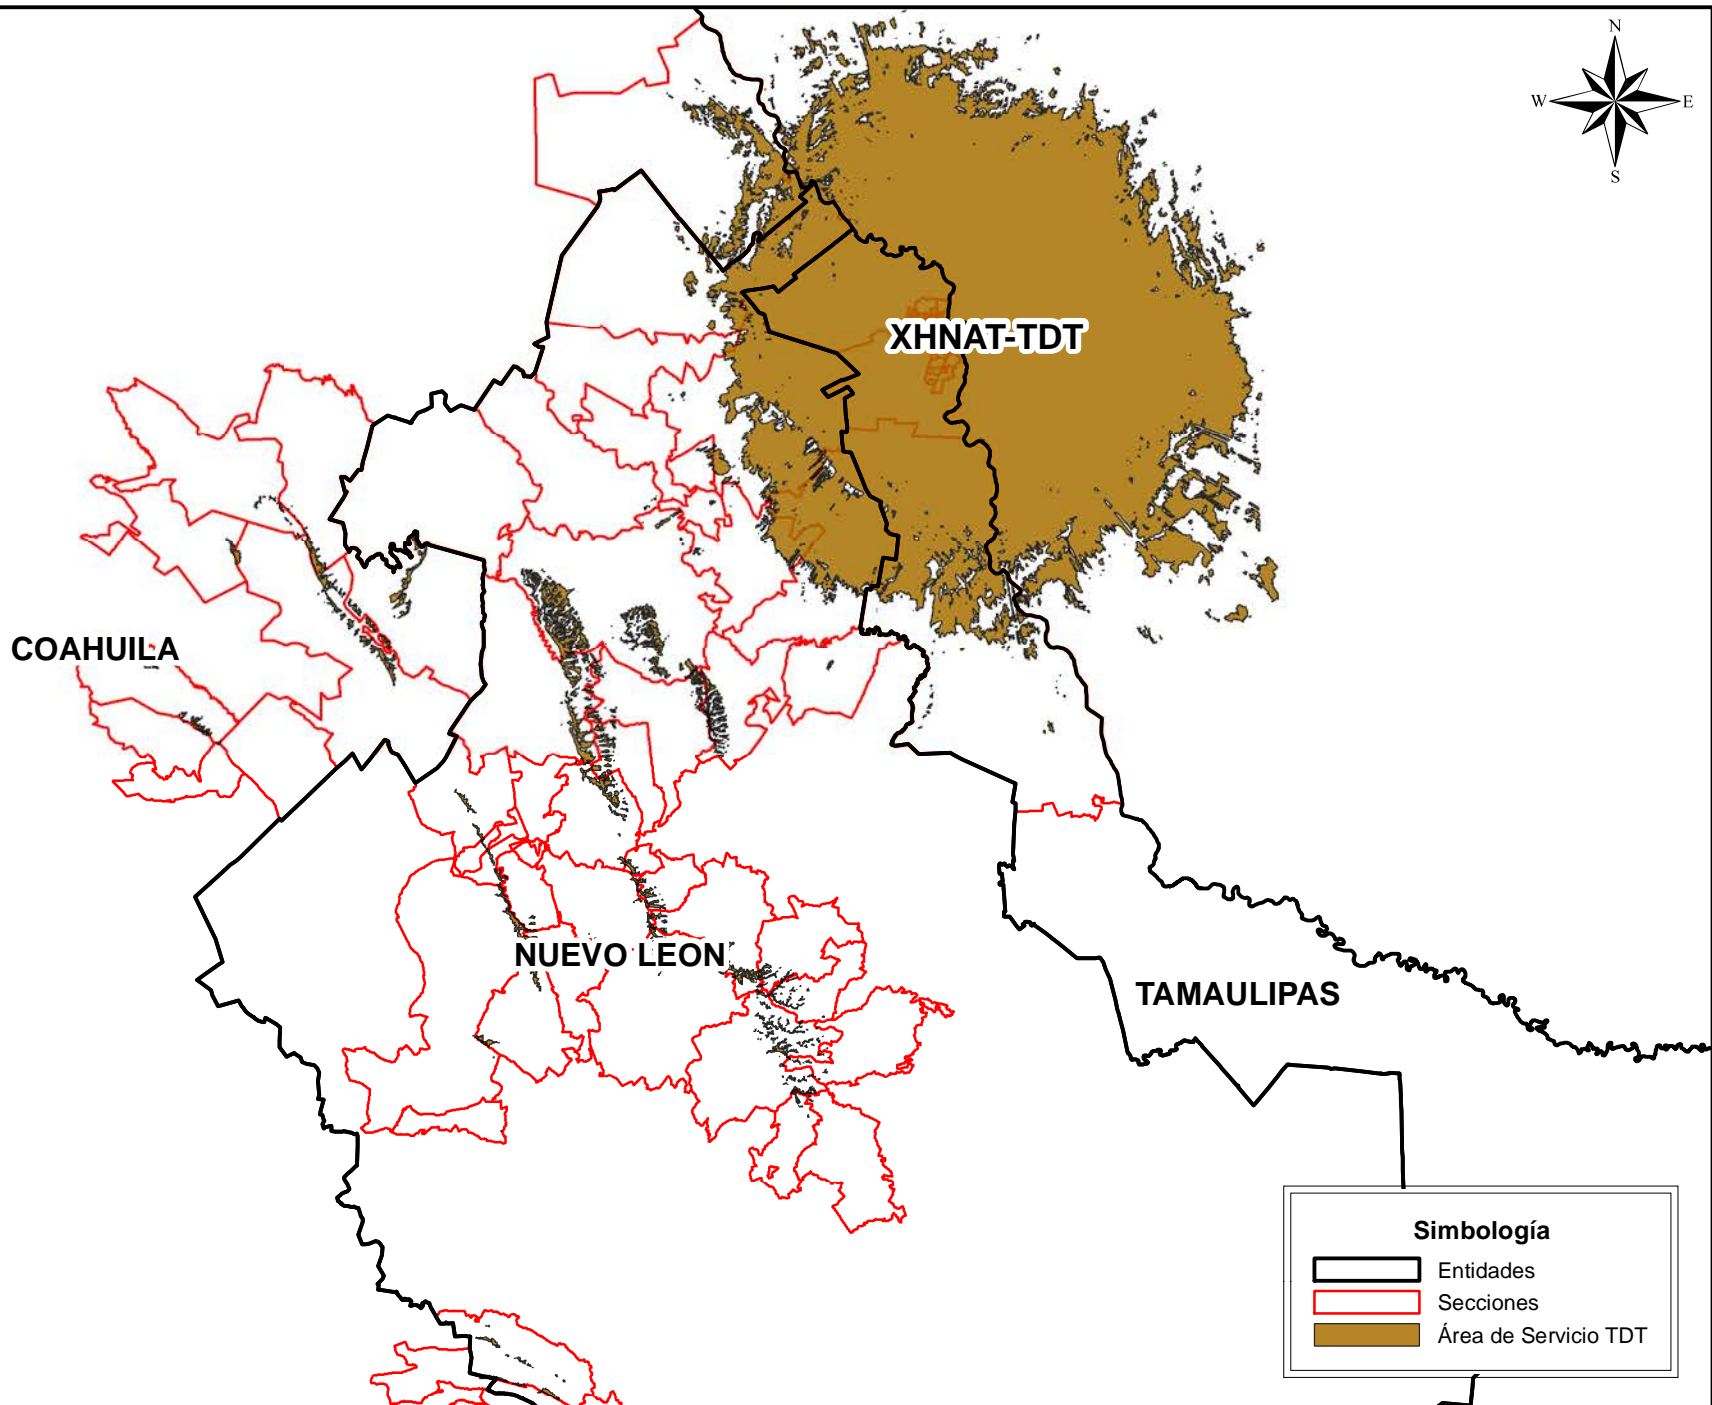 N
W E
S
XHNAT-TDT
COAHUILA
NUEVO LEON
TAMAULIPAS
Simbología
Entidades
Secciones
Área de Servicio TDT